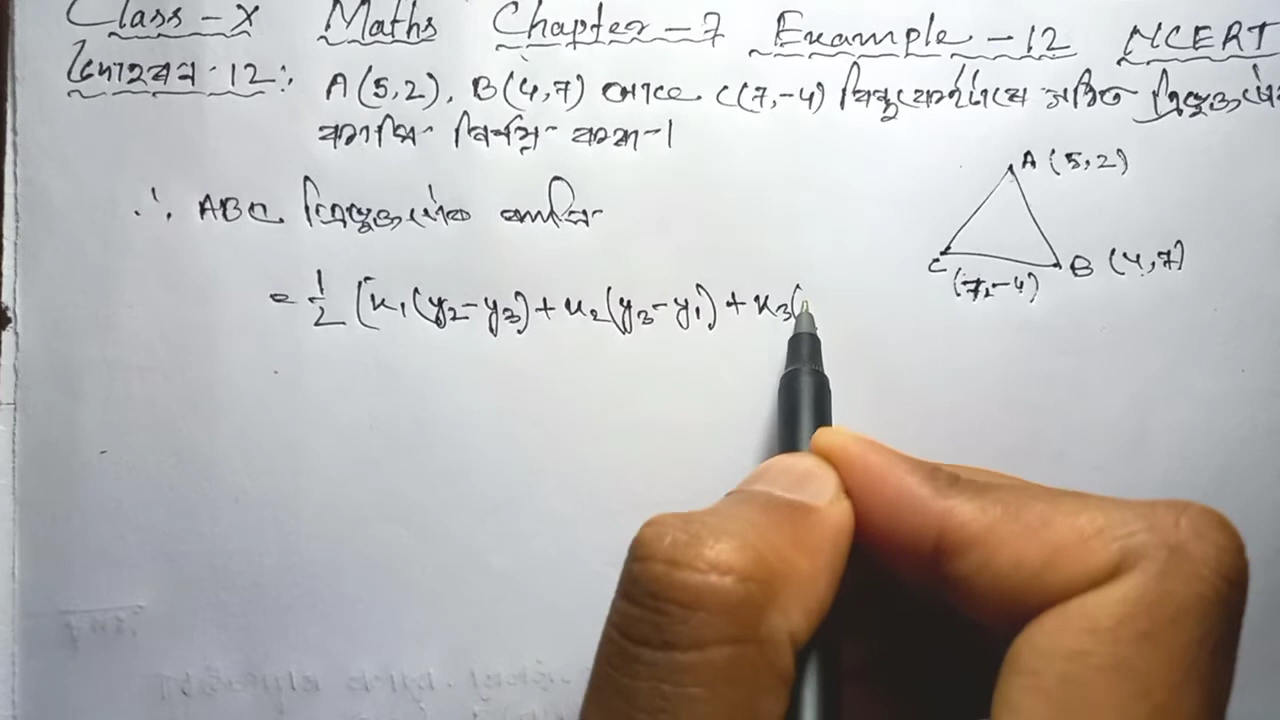 Class - X Maths Chapter - 7 Example - 12 NCERT
উদাহৰণ 12: A(5,2), B(4,7) আৰু C(7,-4) বিন্দুকেইটাৰে গঠিত ত্ৰিভুজটোৰ
কালি নিৰ্ণয় কৰা।
∴ ABC ত্ৰিভুজটোৰ কালি
= 1/2 [x₁(y₂-y₃)+x₂(y₃-y₁)+x₃(
A(5,2)
C
(7,-4)
B (4,7)